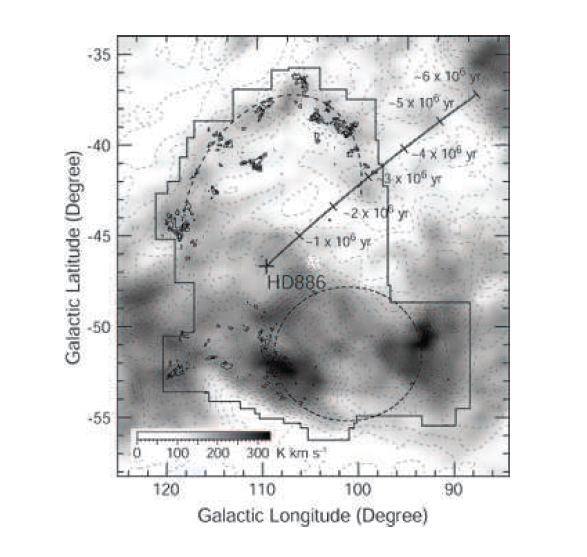 -35
-40
-45
-50
-55
Galactic Latitude (Degree)
-6 x 10⁶ yr
-5 x 10⁶ yr
-4 x 10⁶ yr
-3 x 10⁶ yr
-2 x 10⁶ yr
-1 x 10⁶ yr
HD886
0 100 200 300 K km s⁻¹
120 110 100 90
Galactic Longitude (Degree)